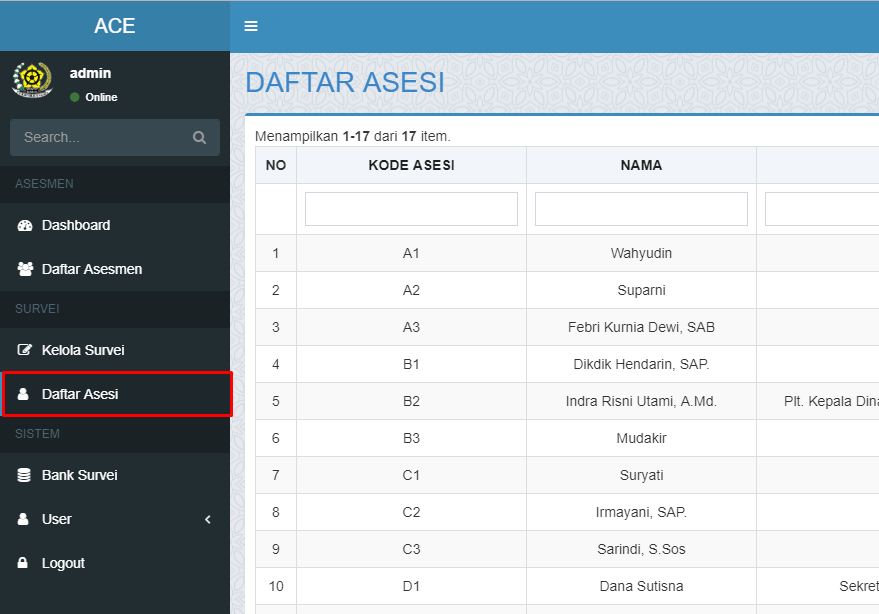 ACE
admin
Online
Search...
ASESMEN
Dashboard
Daftar Asesmen
SURVEI
Kelola Survei
Daftar Asesi
SISTEM
Bank Survei
User
Logout
DAFTAR ASESI
Menampilkan 1-17 dari 17 item.
NO KODE ASESI NAMA
1 A1 Wahyudin
2 A2 Suparni
3 A3 Febri Kurnia Dewi, SAB
4 B1 Dikdik Hendarin, SAP.
5 B2 Indra Risni Utami, A.Md. Plt. Kepala Dina
6 B3 Mudakir
7 C1 Suryati
8 C2 Irmayani, SAP.
9 C3 Sarindi, S.Sos
10 D1 Dana Sutisna Sekret